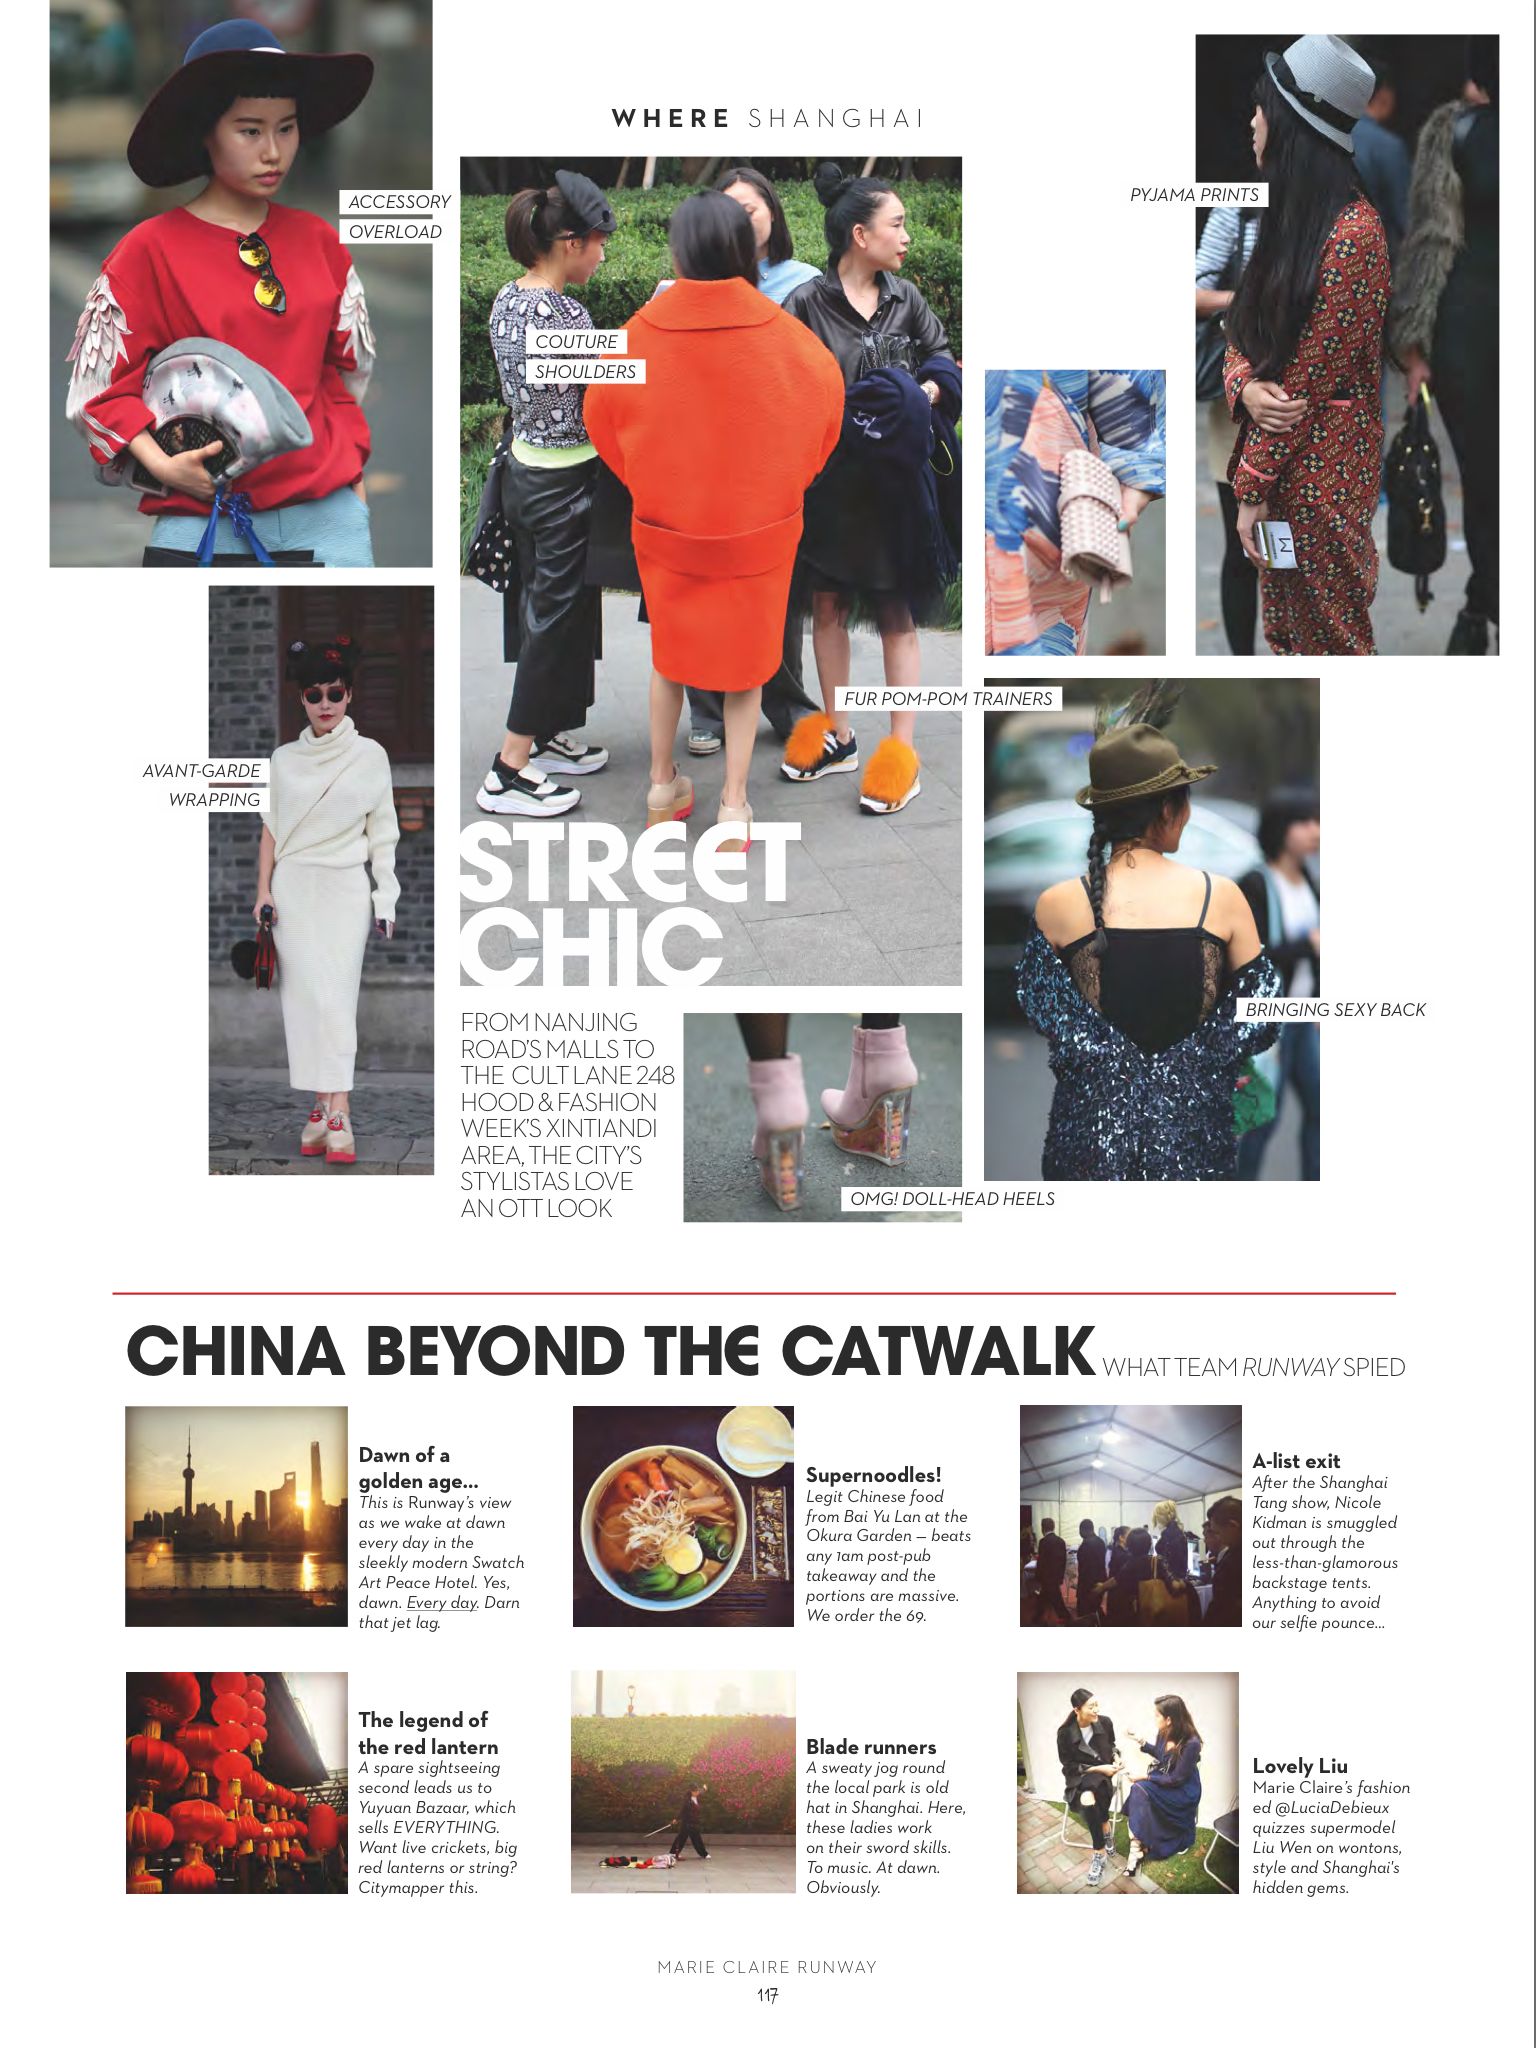 WHERE SHANGHAI
ACCESSORY
OVERLOAD
PYJAMA PRINTS
COUTURE
SHOULDERS
FUR POM-POM TRAINERS
AVANT-GARDE
WRAPPING
STREET
CHIC
BRINGING SEXY BACK
FROM NANJING
ROAD'S MALLS TO
THE CULT LANE 248
HOOD & FASHION
WEEK'S XINTIANDI
AREA, THE CITY'S
STYLISTAS LOVE
AN OTT LOOK
OMG! DOLL-HEAD HEELS
CHINA BEYOND THE CATWALK WHAT TEAM RUNWAY SPIED
Dawn of a
golden age...
This is Runway's view
as we wake at dawn
every day in the
sleekly modern Swatch
Art Peace Hotel. Yes,
dawn. Every day. Darn
that jet lag.
Supernoodles!
Legit Chinese food
from Bai Yu Lan at the
Okura Garden – beats
any 1am post-pub
takeaway and the
portions are massive.
We order the 69.
A-list exit
After the Shanghai
Tang show, Nicole
Kidman is smuggled
out through the
less-than-glamorous
backstage tents.
Anything to avoid
our selfie pounce...
The legend of
the red lantern
A spare sightseeing
second leads us to
Yuyuan Bazaar, which
sells EVERYTHING.
Want live crickets, big
red lanterns or string?
Citymapper this.
Blade runners
A sweaty jog round
the local park is old
hat in Shanghai. Here,
these ladies work
on their sword skills.
To music. At dawn.
Obviously.
Lovely Liu
Marie Claire's fashion
ed @LuciaDebieux
quizzes supermodel
Liu Wen on wontons,
style and Shanghai's
hidden gems.
MARIE CLAIRE RUNWAY
117